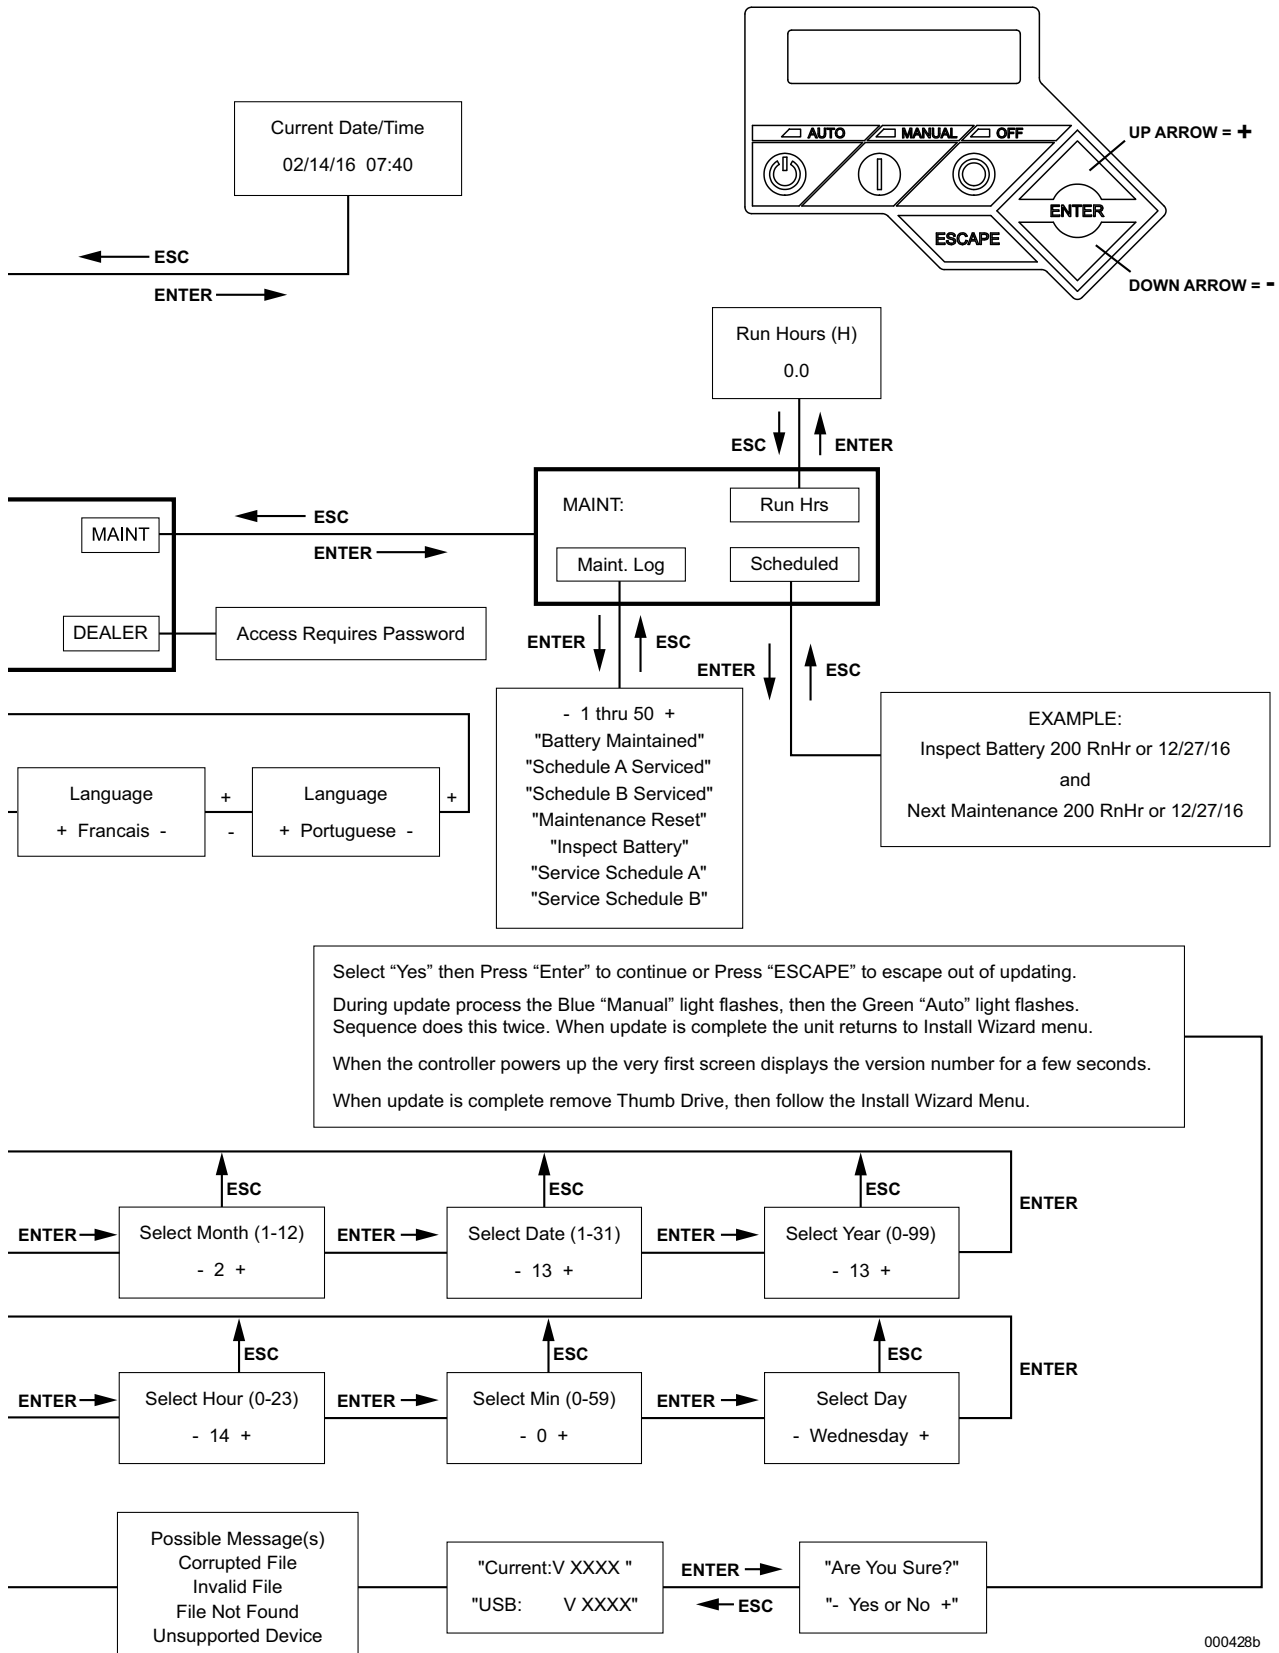 Current Date/Time
02/14/16 07:40
ESC
ENTER
AUTO
MANUAL
OFF
UP ARROW = +
ENTER
ESCAPE
DOWN ARROW = -
Run Hours (H)
0.0
ESC
ENTER
MAINT
DEALER
ESC
ENTER
Access Requires Password
MAINT:
Run Hrs
Maint. Log
Scheduled
ENTER
ESC
ENTER
ESC
- 1 thru 50 +
"Battery Maintained"
"Schedule A Serviced"
"Schedule B Serviced"
"Maintenance Reset"
"Inspect Battery"
"Service Schedule A"
"Service Schedule B"
EXAMPLE:
Inspect Battery 200 RnHr or 12/27/16
and
Next Maintenance 200 RnHr or 12/27/16
Language
+ Francais -
+
-
Language
+ Portuguese -
+
Select “Yes” then Press “Enter” to continue or Press “ESCAPE” to escape out of updating.
During update process the Blue “Manual” light flashes, then the Green “Auto” light flashes.
Sequence does this twice. When update is complete the unit returns to Install Wizard menu.
When the controller powers up the very first screen displays the version number for a few seconds.
When update is complete remove Thumb Drive, then follow the Install Wizard Menu.
ESC
ESC
ESC
ENTER
ENTER
Select Month (1-12)
- 2 +
ENTER
Select Date (1-31)
- 13 +
ENTER
Select Year (0-99)
- 13 +
ESC
ESC
ESC
ENTER
ENTER
Select Hour (0-23)
- 14 +
ENTER
Select Min (0-59)
- 0 +
ENTER
Select Day
- Wednesday +
Possible Message(s)
Corrupted File
Invalid File
File Not Found
Unsupported Device
"Current:V XXXX "
"USB: V XXXX"
ENTER
ESC
"Are You Sure?"
"- Yes or No +"
000428b